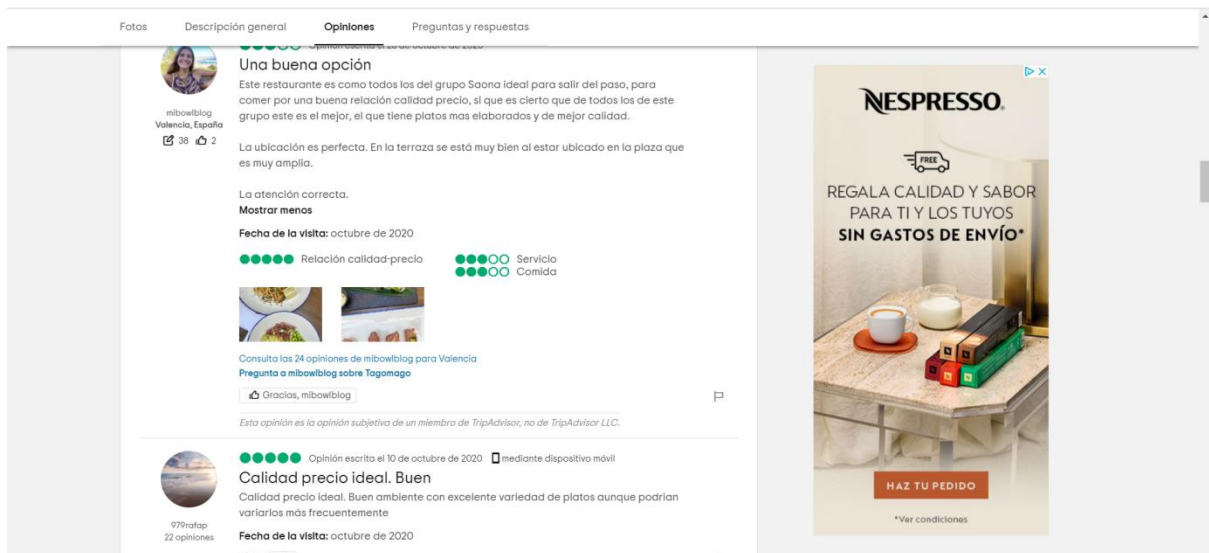 Fotos Descripción general Opiniones Preguntas y respuestas
Opinión escrita el de octubre de 2020
Una buena opción
Este restaurante es como todos los del grupo Saona ideal para salir del paso, para
comer por una buena relación calidad precio, si que es cierto que de todos los de este
grupo este es el mejor, el que tiene platos mas elaborados y de mejor calidad.
mibowlblog
Valencia, España
38 2
La ubicación es perfecta. En la terraza se está muy bien al estar ubicado en la plaza que
es muy amplia.
La atención correcta.
Mostrar menos
Fecha de la visita: octubre de 2020
Relación calidad-precio Servicio
Comida
Consulta las 24 opiniones de mibowlblog para Valencia
Pregunta a mibowlblog sobre Tagomago
Gracias, mibowlblog
Esta opinión es la opinión subjetiva de un miembro de TripAdvisor, no de TripAdvisor LLC.
Opinión escrita el 10 de octubre de 2020 mediante dispositivo móvil
Calidad precio ideal. Buen
Calidad precio ideal. Buen ambiente con excelente variedad de platos aunque podrian
variarlos más frecuentemente
979rafap
22 opiniones
Fecha de la visita: octubre de 2020
NESPRESSO.
FREE
REGALA CALIDAD Y SABOR
PARA TI Y LOS TUYOS
SIN GASTOS DE ENVÍO*
HAZ TU PEDIDO
*Ver condiciones